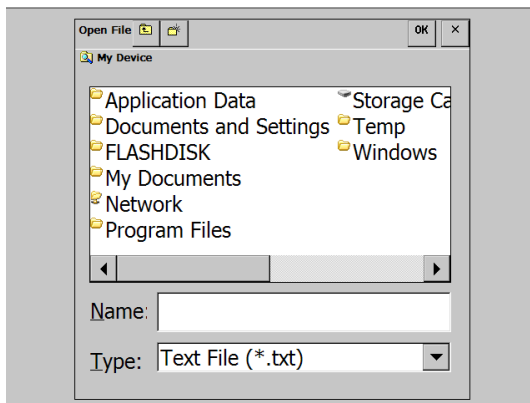 Open File OK ×
My Device
Application Data
Documents and Settings
FLASHDISK
My Documents
Network
Program Files
Storage Ca
Temp
Windows
Name:
Type: Text File (*.txt)